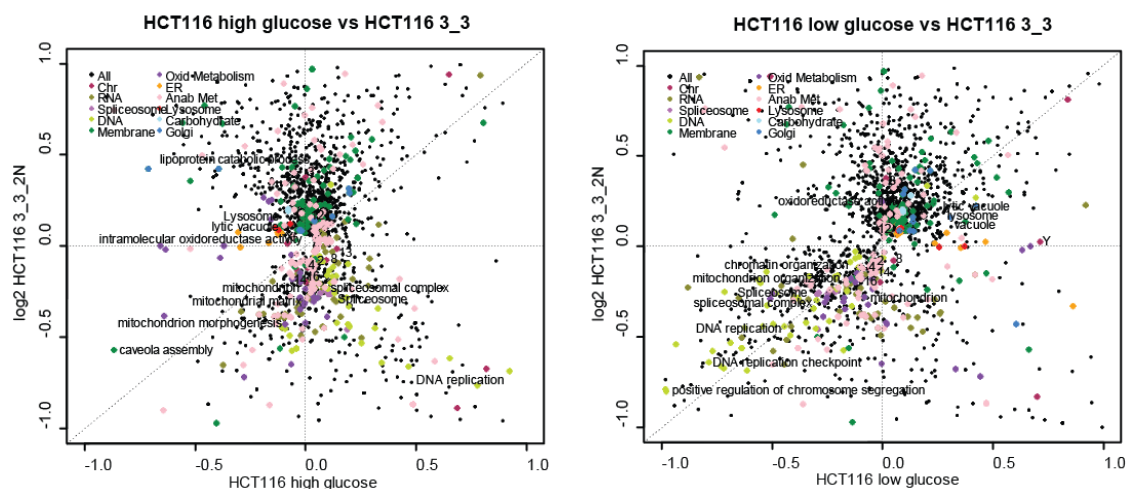 HCT116 high glucose vs HCT116 3_3
log2 HCT116 3_3_2N
1.0
0.5
0.0
-0.5
-1.0
All
Chr
RNA
Spliceosome
DNA
Membrane
Oxid Metabolism
ER
Anab Met
Lysosome
Carbohydrate
Golgi
lipoprotein catabolic process
Lysosome
lytic vacuole
intramolecular oxidoreductase activity
mitochondrion
spliceosomal complex
mitochondrial matrix
Spliceosome
mitochondrion morphogenesis
caveola assembly
DNA replication
-1.0
-0.5
0.0
0.5
1.0
HCT116 high glucose
HCT116 low glucose vs HCT116 3_3
log2 HCT116 3_3_2N
1.0
0.5
0.0
-0.5
-1.0
All
Chr
RNA
Spliceosome
DNA
Membrane
Oxid Metabolism
ER
Anab Met
Lysosome
Carbohydrate
Golgi
oxidoreductase activity
lytic vacuole
lysosome
vacuole
Y
12
8
chromatin organization
mitochondrion organization
14
16
Spliceosome
mitochondrion
spliceosomal complex
DNA replication
DNA replication checkpoint
positive regulation of chromosome segregation
-1.0
-0.5
0.0
0.5
1.0
HCT116 low glucose